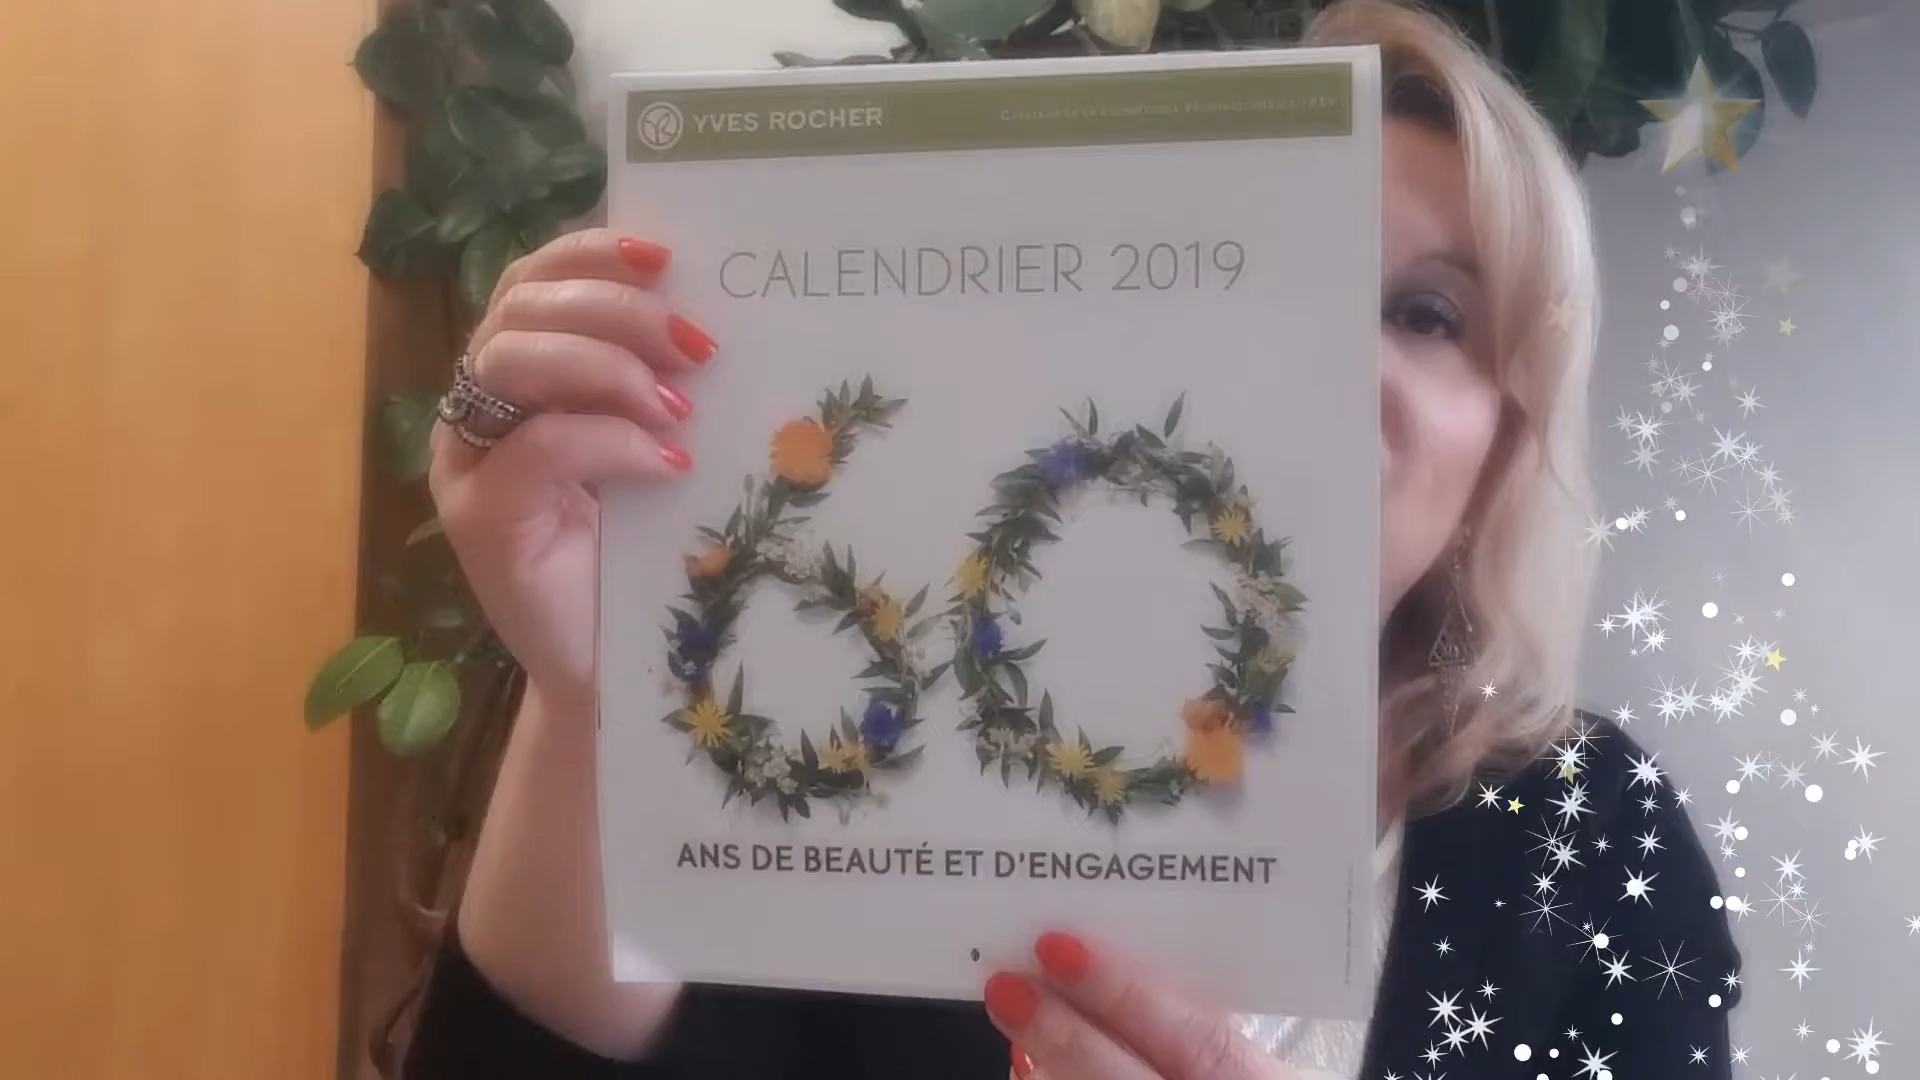 YVES ROCHER
CALENDRIER 2019
60
ANS DE BEAUTÉ ET D'ENGAGEMENT